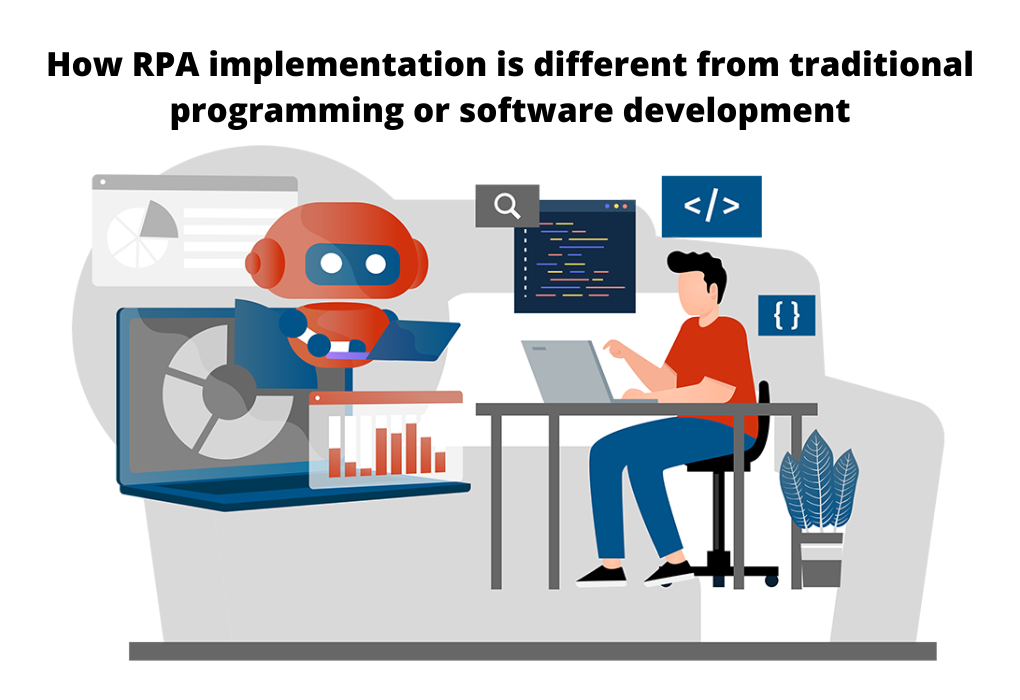 How RPA implementation is different from traditional
programming or software development
</>
{ }